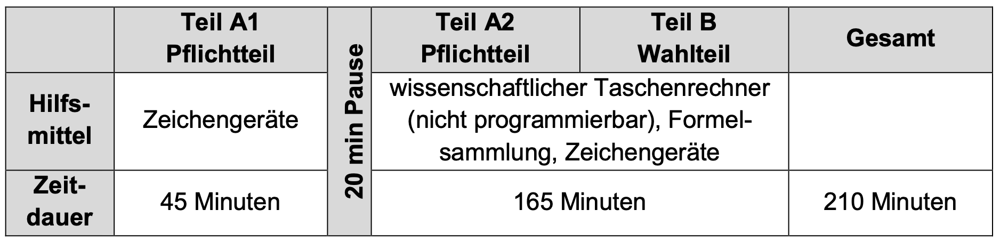 Teil A1
Pflichtteil
20 min Pause
Teil A2
Pflichtteil
Teil B
Wahlteil
Gesamt
Hilfs-
mittel
Zeichengeräte
wissenschaftlicher Taschenrechner
(nicht programmierbar), Formel-
sammlung, Zeichengeräte
Zeit-
dauer
45 Minuten
165 Minuten
210 Minuten